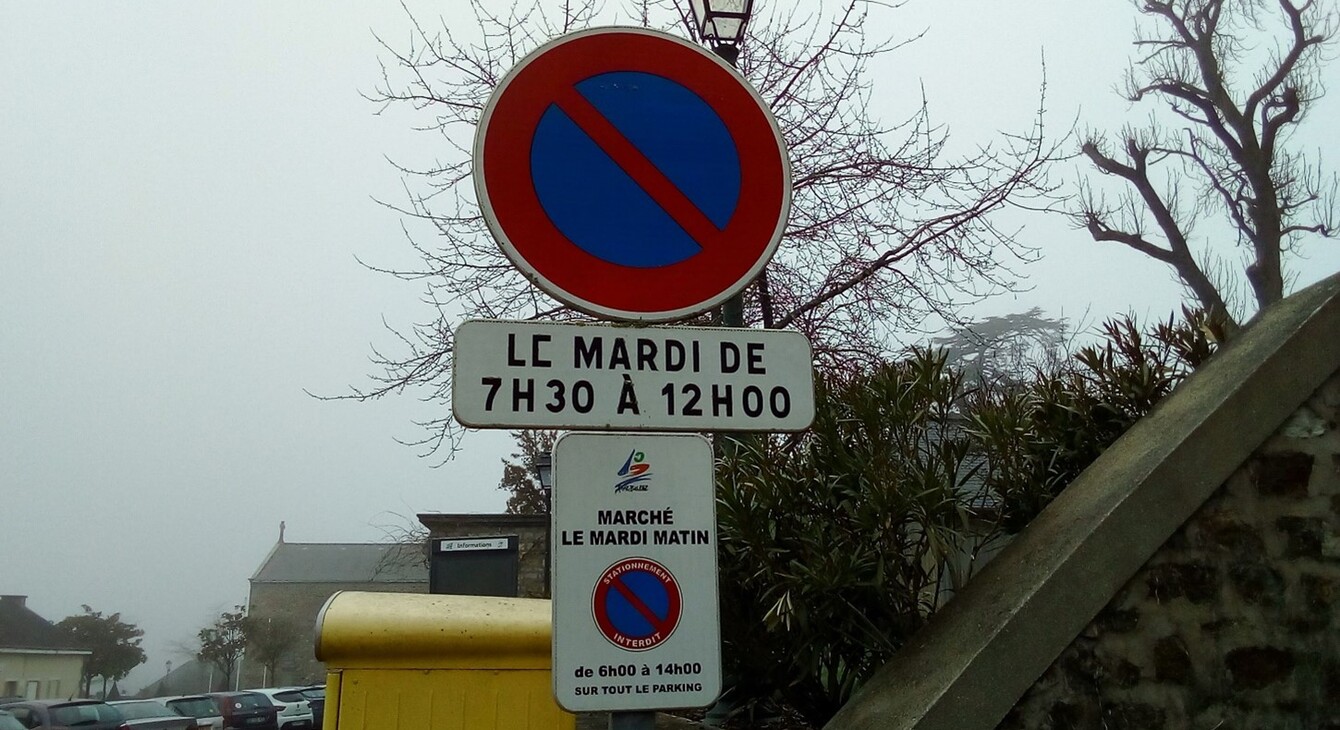 LE MARDI DE
7H30 À 12H00
MARCHÉ
LE MARDI MATIN
STATIONNEMENT
INTERDIT
de 6h00 à 14h00
SUR TOUT LE PARKING
Informations